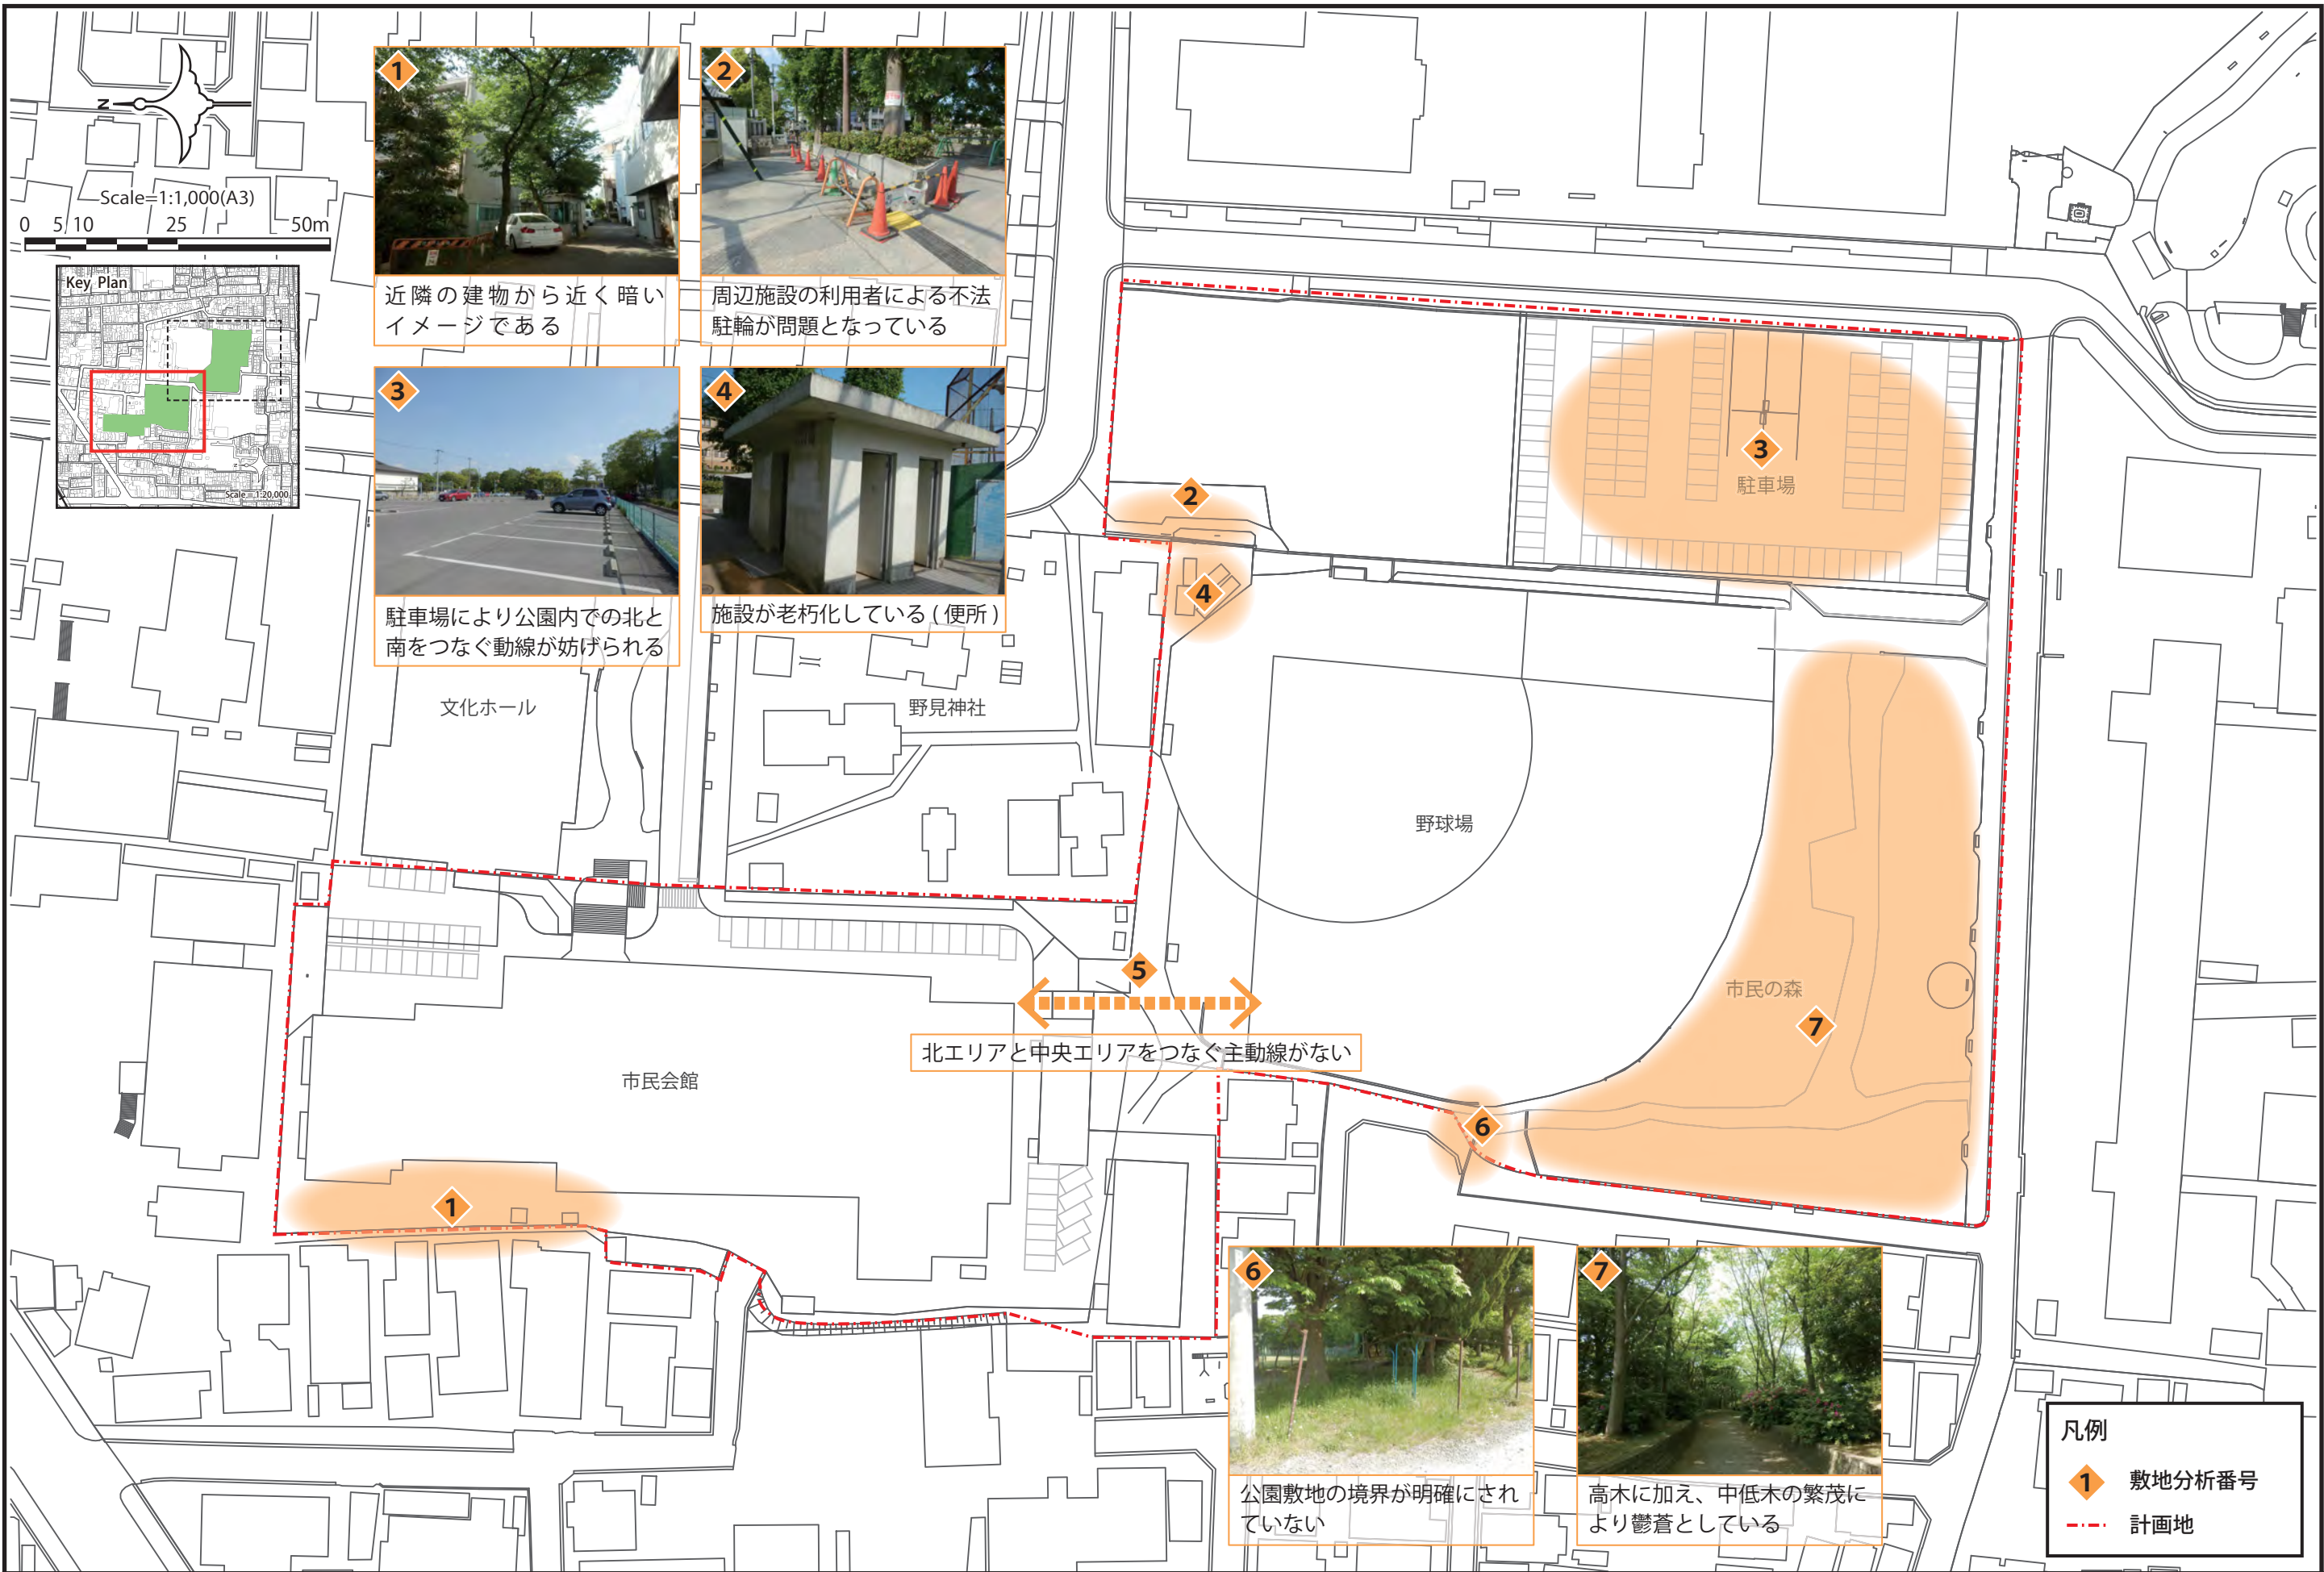 N
Scale=1:1,000(A3)
0 5 10 25 50m
Key Plan
Scale=1:20,000
1
近隣の建物から近く暗い
イメージである
2
周辺施設の利用者による不法
駐輪が問題となっている
3
駐車場により公園内での北と
南をつなぐ動線が妨げられる
4
施設が老朽化している(便所)
3
駐車場
2
4
文化ホール
野見神社
野球場
5
北エリアと中央エリアをつなぐ主動線がない
市民の森
7
市民会館
6
1
6
公園敷地の境界が明確にされ
ていない
7
高木に加え、中低木の繁茂に
より鬱蒼としている
凡例
1 敷地分析番号
計画地